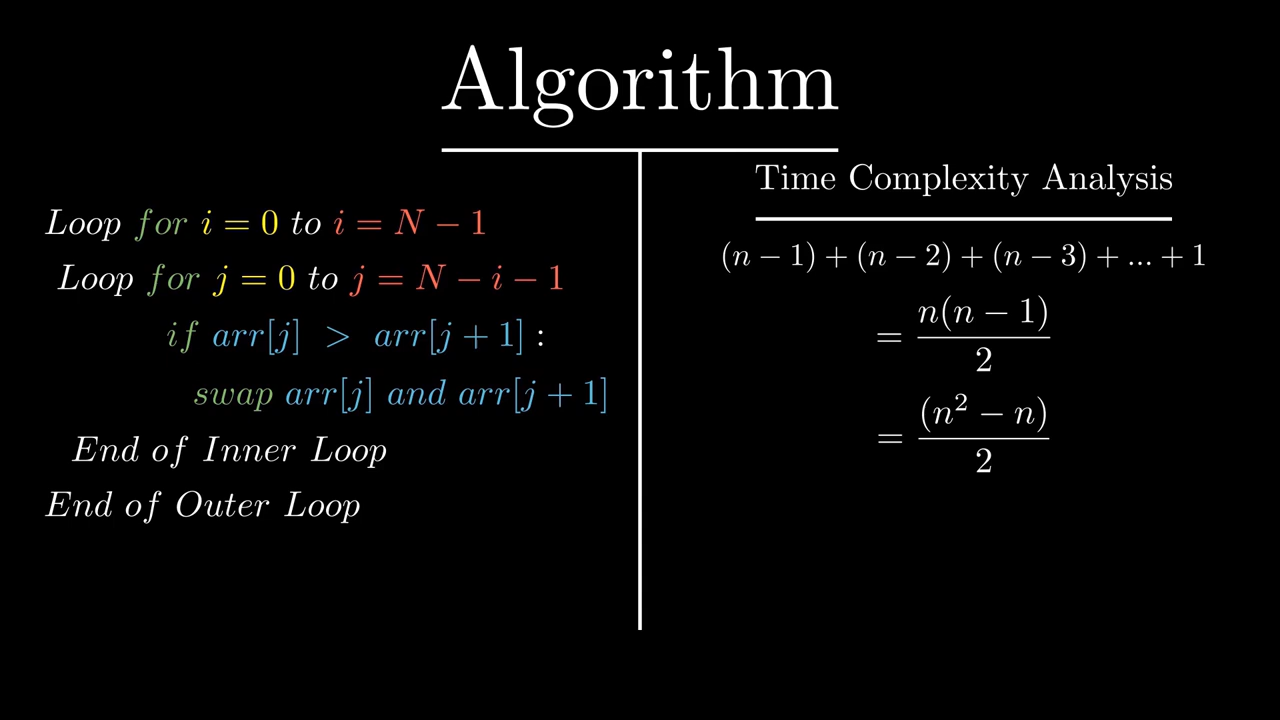 Algorithm
Loop for i = 0 to i = N − 1
Loop for j = 0 to j = N − i − 1
if arr[j] > arr[j + 1] :
swap arr[j] and arr[j + 1]
End of Inner Loop
End of Outer Loop
Time Complexity Analysis
(n − 1) + (n − 2) + (n − 3) + ... + 1
= n(n − 1) / 2
= (n² − n) / 2